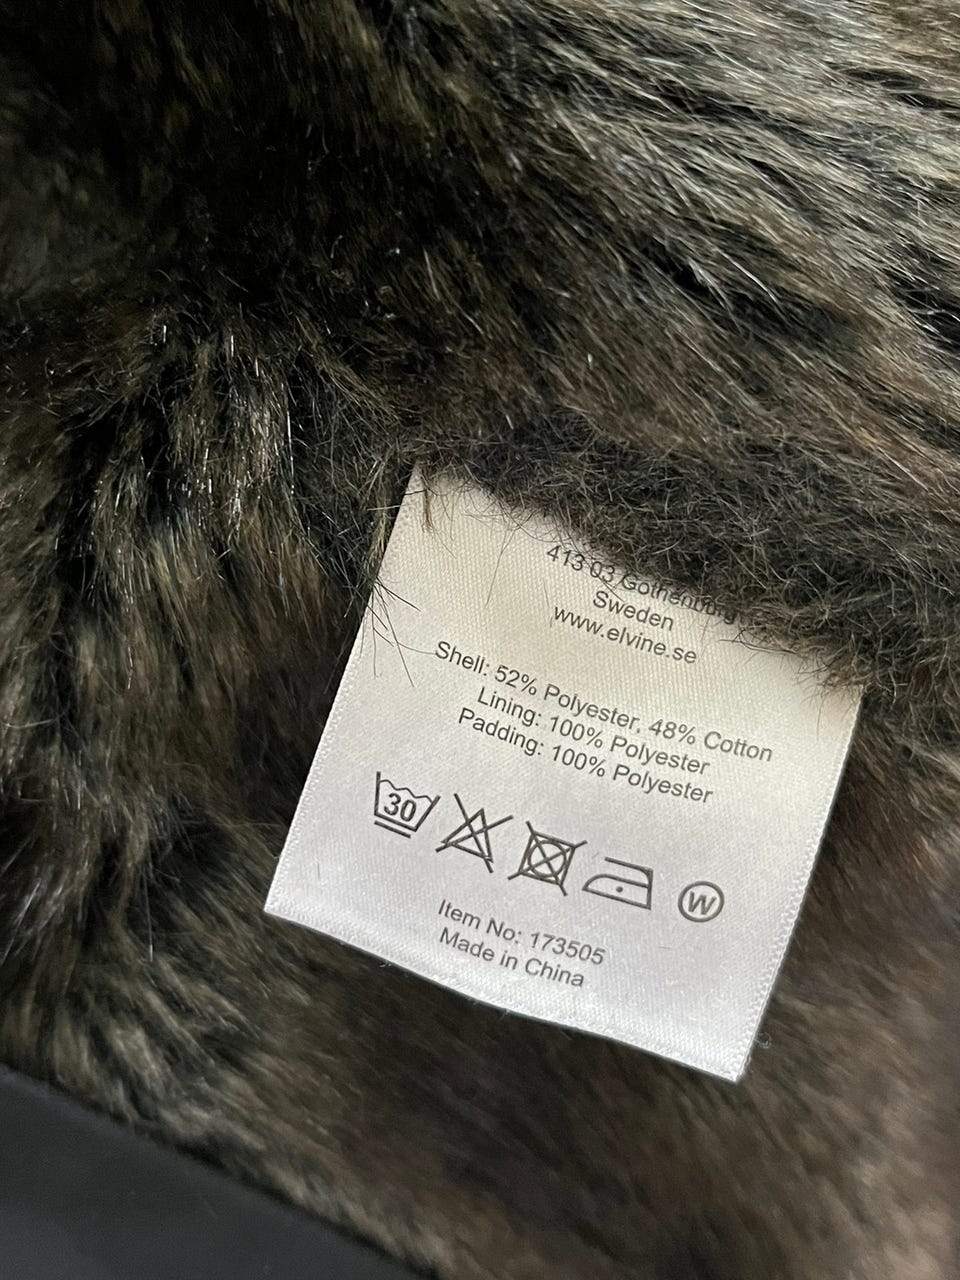 413 03 Gothenburg
Sweden
www.elvine.se
Shell: 52% Polyester, 48% Cotton
Lining: 100% Polyester
Padding: 100% Polyester
30
W
Item No: 173505
Made in China